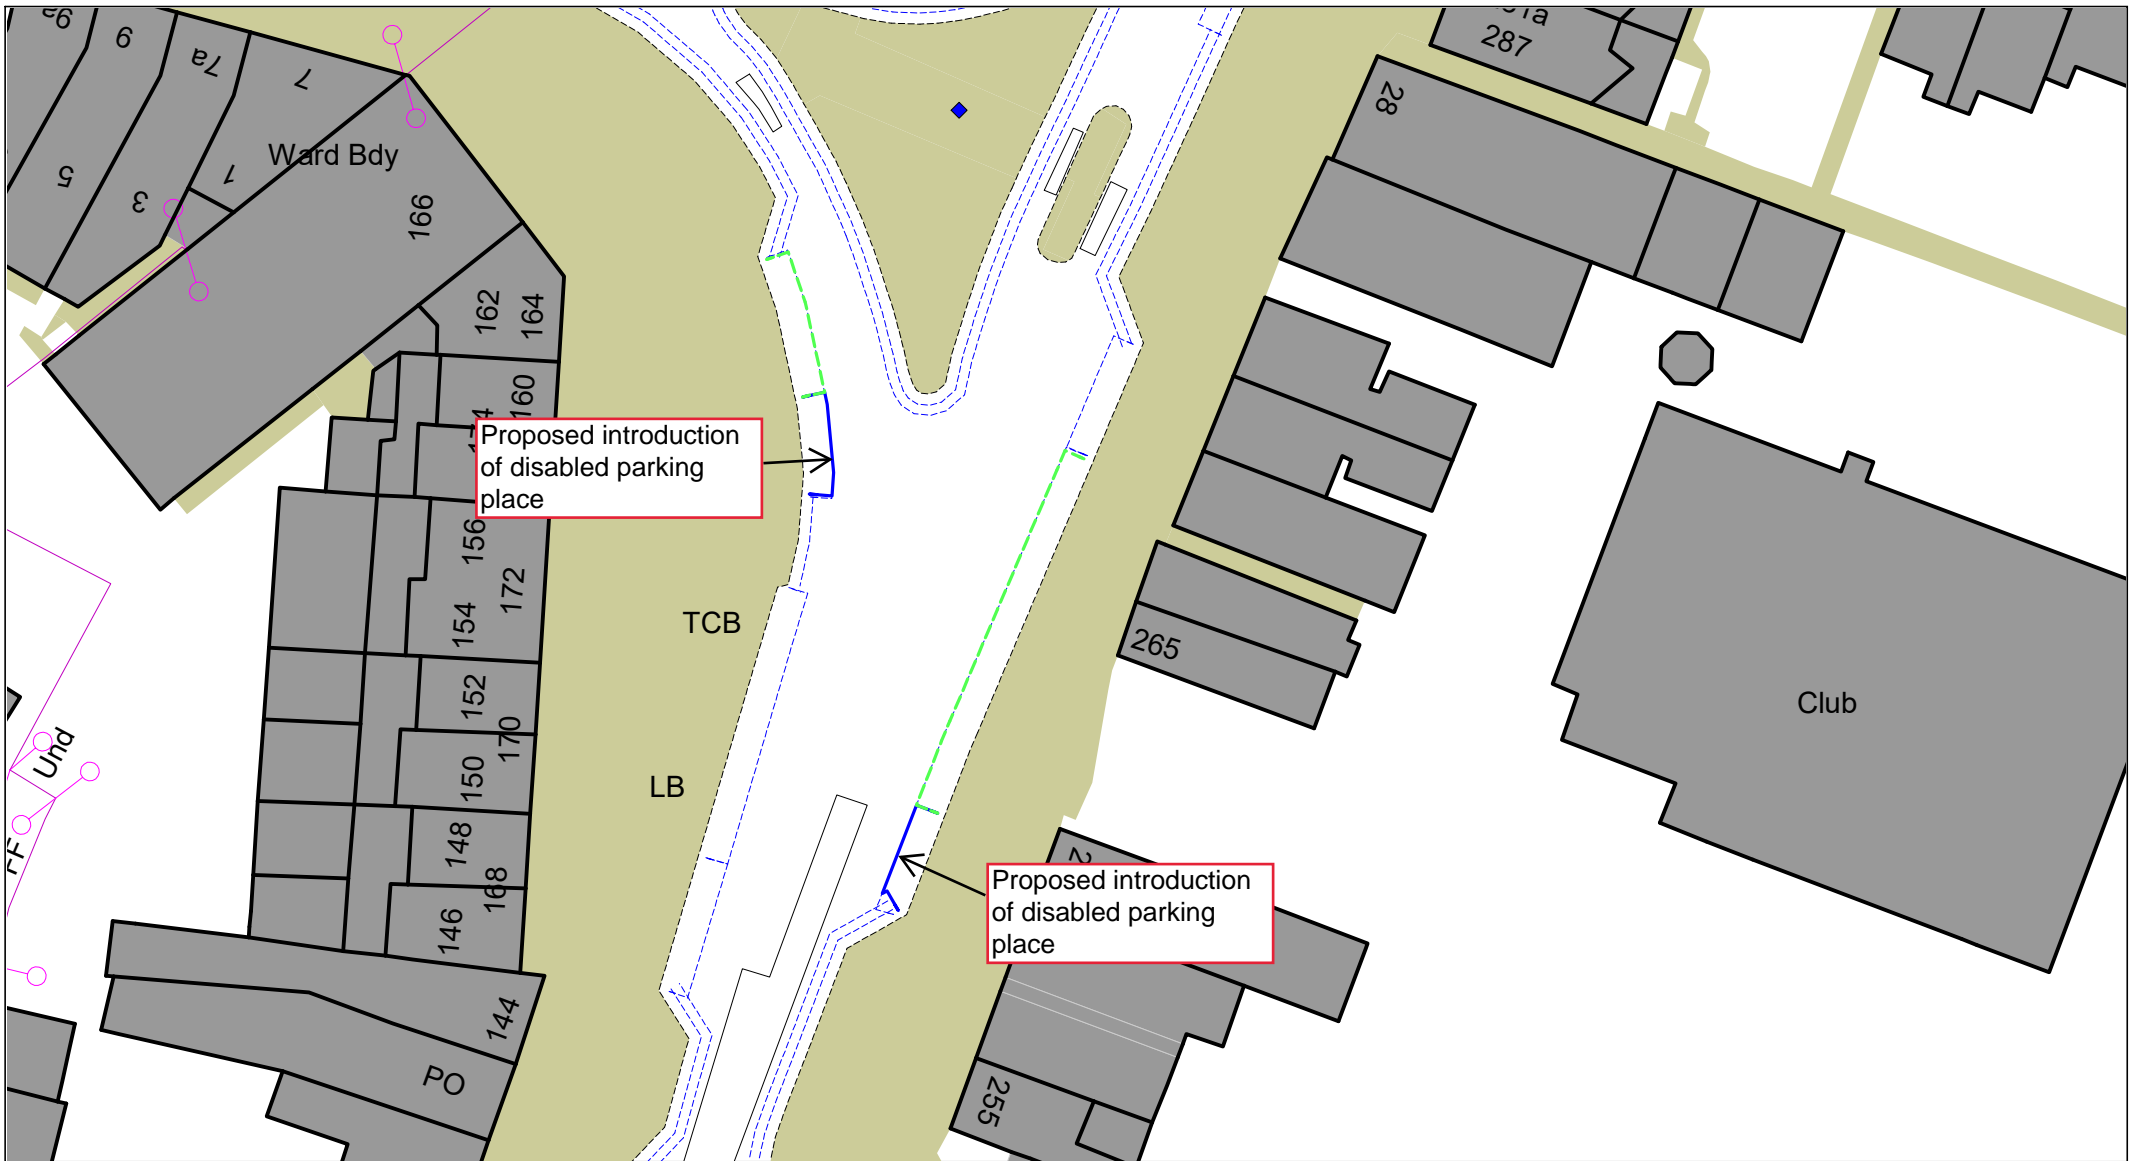 9
7a
7
287
28
Ward Bdy
5
3
1
166
162
164
160
Proposed introduction
of disabled parking
place
156
154
172
TCB
265
152
170
150
Club
Und
LB
148
168
146
Proposed introduction
of disabled parking
place
144
PO
255